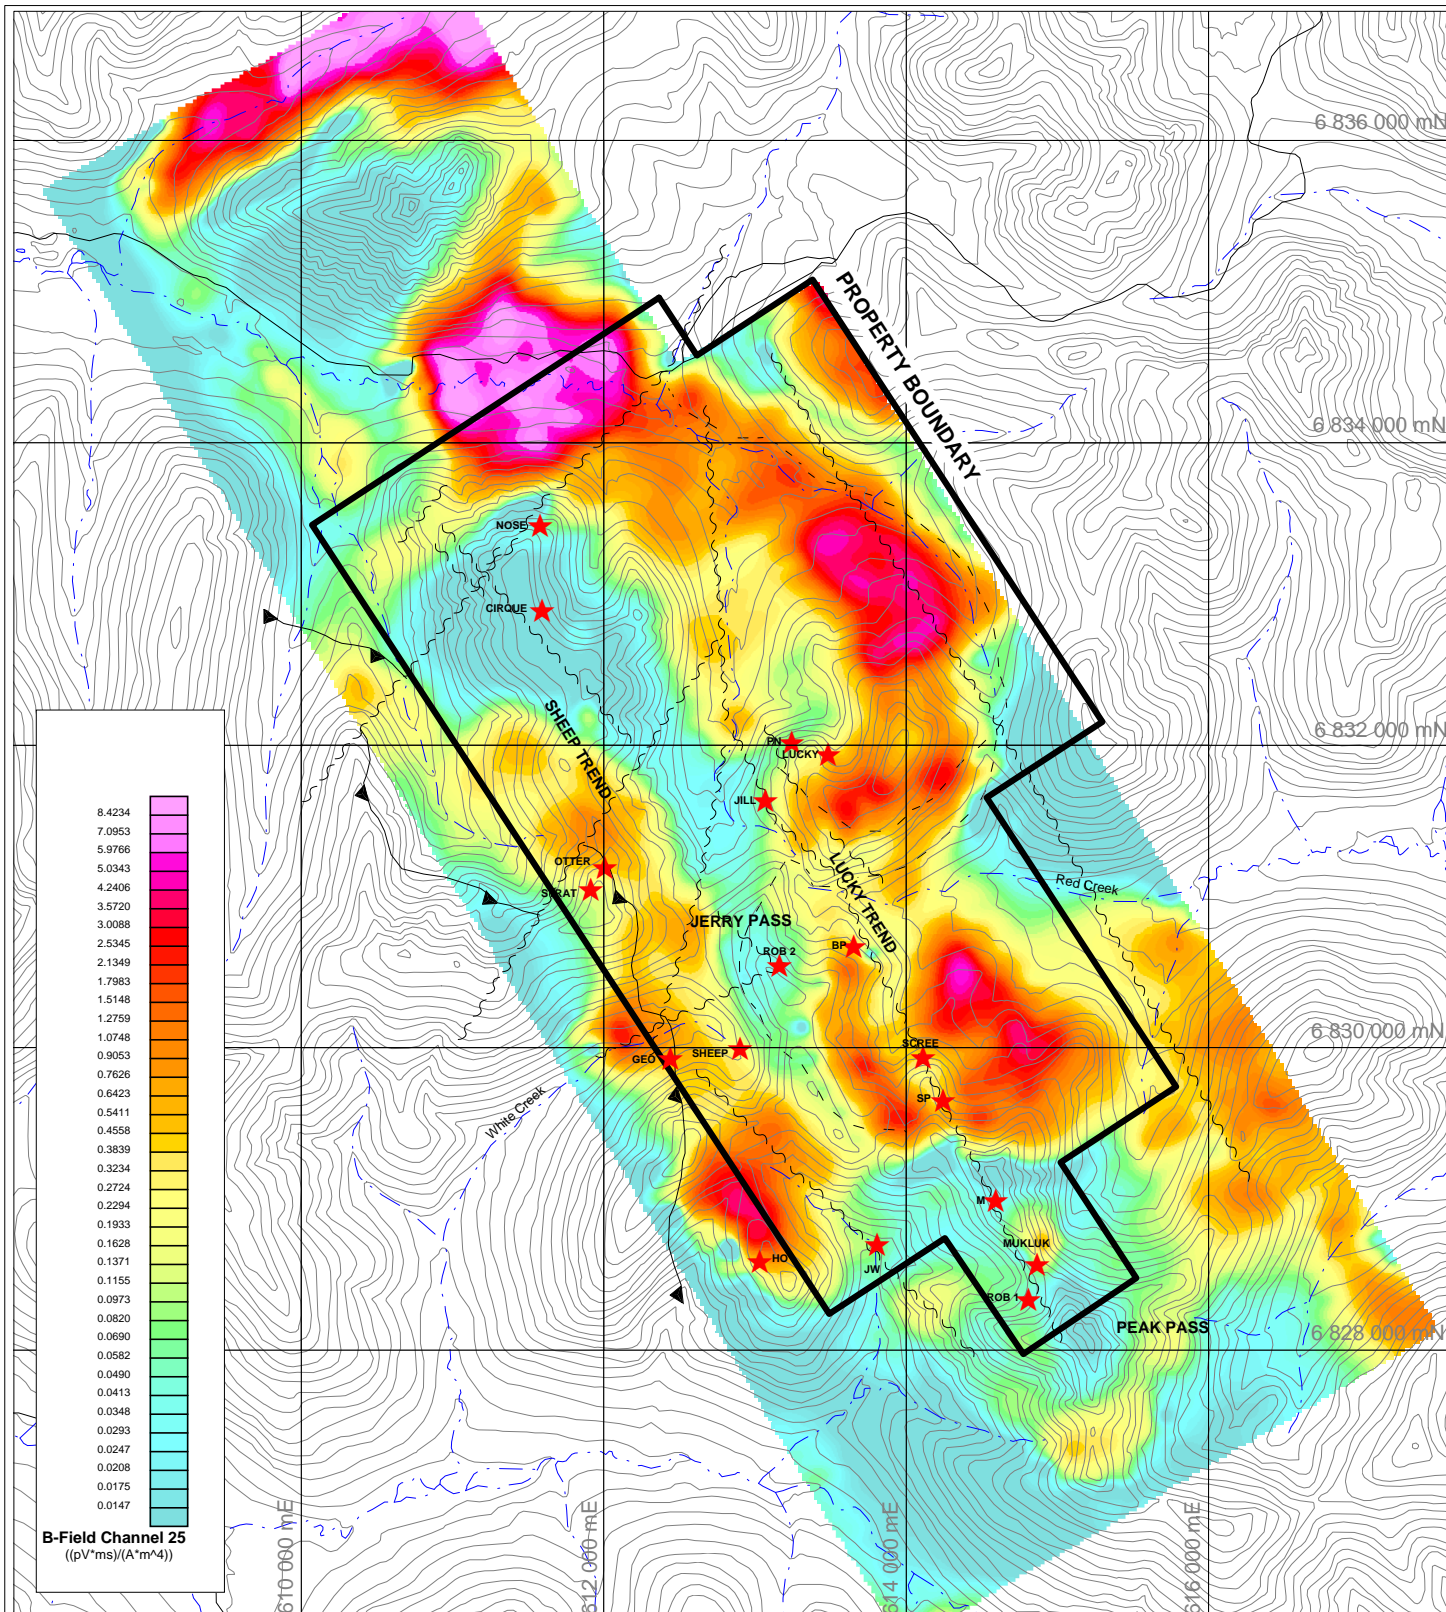 6 836 000 mN
PROPERTY BOUNDARY
6 834 000 mN
NOSE
CIRQUE
SHEEP TREND
6 832 000 mN
PN
LUCKY
JILL
OTTER
STRAT
LUCKY TREND
Red Creek
JERRY PASS
BP
ROB 2
6 830 000 mN
SCREE
GEO
SHEEP
SP
White Creek
M
MUKLUK
HO
JW
ROB 1
PEAK PASS
6 828 000 mN
8.4234
7.0953
5.9766
5.0343
4.2406
3.5720
3.0088
2.5345
2.1349
1.7983
1.5148
1.2759
1.0748
0.9053
0.7626
0.6423
0.5411
0.4558
0.3839
0.3234
0.2724
0.2294
0.1933
0.1628
0.1371
0.1155
0.0973
0.0820
0.0690
0.0582
0.0490
0.0413
0.0348
0.0293
0.0247
0.0208
0.0175
0.0147
B-Field Channel 25
((pV*ms)/(A*m^4))
610 000 mE
612 000 mE
614 000 mE
616 000 mE